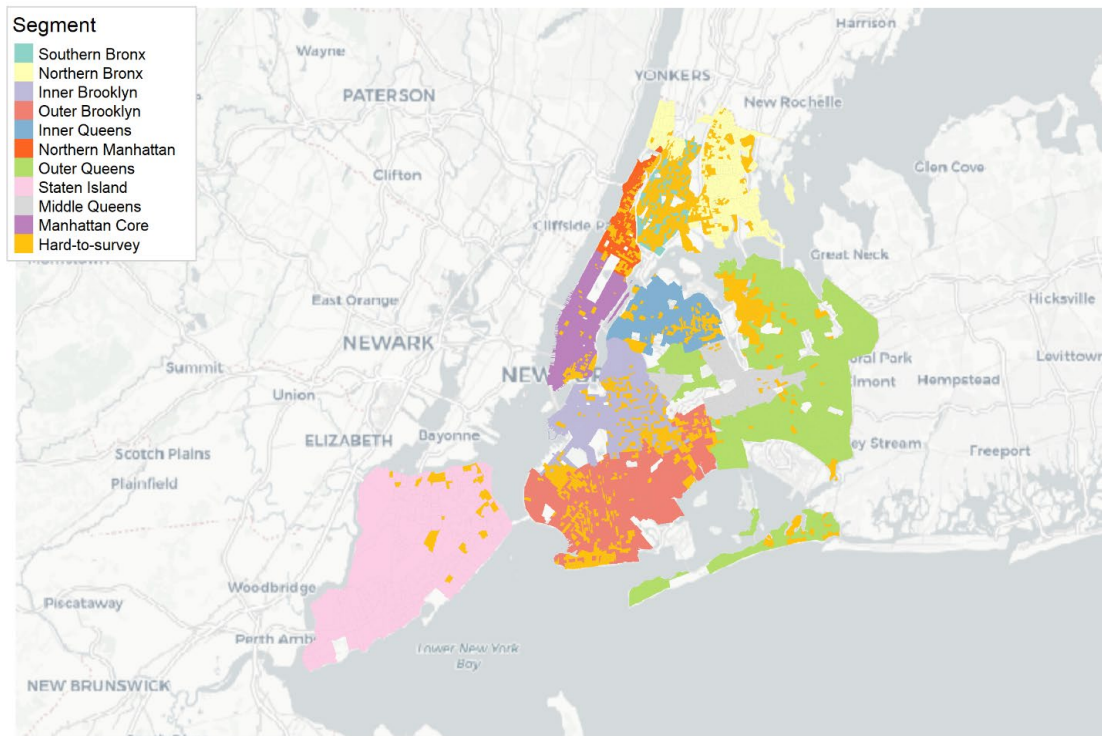 Segment
Southern Bronx
Northern Bronx
Inner Brooklyn
Outer Brooklyn
Inner Queens
Northern Manhattan
Outer Queens
Staten Island
Middle Queens
Manhattan Core
Hard-to-survey
Harrison
Wayne
YONKERS
PATERSON
New Rochelle
Clifton
Glen Cove
Cliffside
Great Neck
East Orange
Hicksville
NEWARK
Summit
Levittown
Hempstead
Union
ELIZABETH
Bayonne
Scotch Plains
Freeport
Plainfield
Woodbridge
Piscataway
Perth Amb
Lower New York
Bay
NEW BRUNSWICK